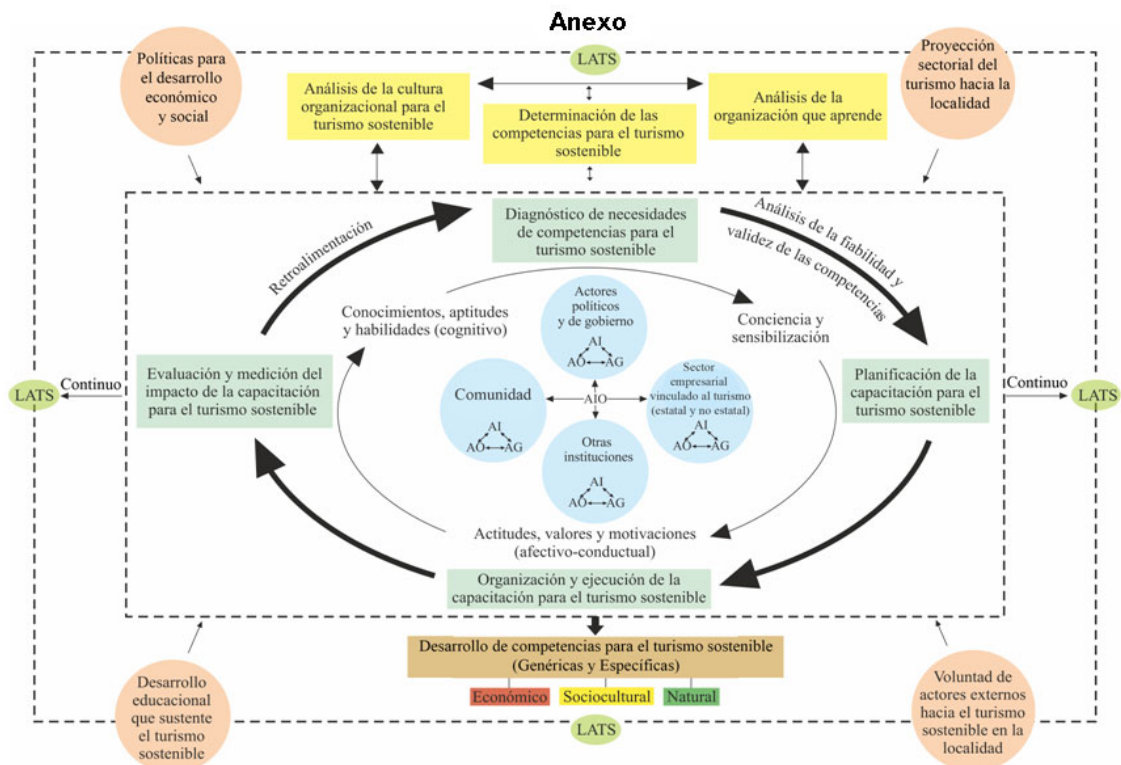 Anexo
Políticas para
el desarrollo
económico
y social
LATS
Proyección
sectorial del
turismo hacia
la localidad
Análisis de la cultura
organizacional para el
turismo sostenible
Determinación de las
competencias para el turismo
sostenible
Análisis de la
organización que aprende
Retroalimentación
Diagnóstico de necesidades
de competencias para el
turismo sostenible
Análisis de la fiabilidad y
validez de las competencias
Conocimientos, aptitudes
y habilidades (cognitivo)
Actores
políticos
y de gobierno
AI
AO AG
Conciencia y
sensibilización
LATS
Continuo
Evaluación y medición del
impacto de la capacitación
para el turismo sostenible
Comunidad
AI
AO AG
AIO
Sector
empresarial
vinculado al turismo
(estatal y no estatal)
AI
AO AG
Planificación de la
capacitación para el
turismo sostenible
Continuo
LATS
Otras
instituciones
AI
AO AG
Actitudes, valores y motivaciones
(afectivo-conductual)
Organización y ejecución de la
capacitación para el turismo sostenible
Desarrollo de competencias para el turismo sostenible
(Genéricas y Específicas)
Económico
Sociocultural
Natural
Desarrollo
educacional
que sustente
el turismo
sostenible
LATS
Voluntad de
actores externos
hacia el turismo
sostenible en la
localidad